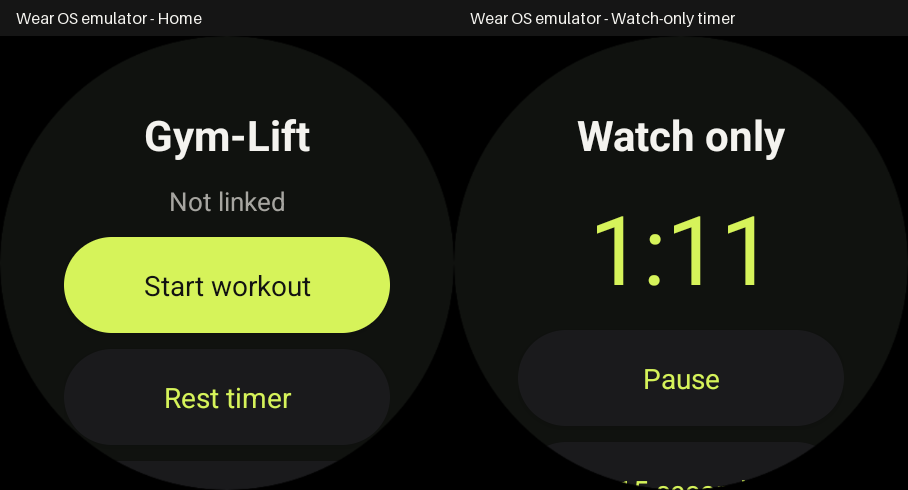 Wear OS emulator - Home
Gym-Lift
Not linked
Start workout
Rest timer
Wear OS emulator - Watch-only timer
Watch only
1:11
Pause